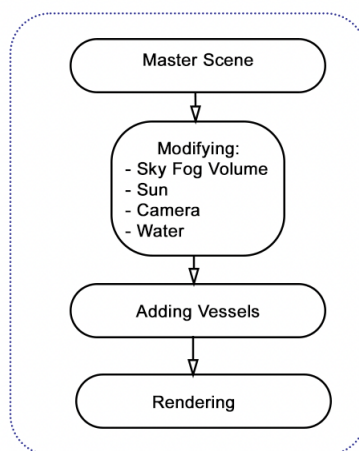 Master Scene
Modifying:
- Sky Fog Volume
- Sun
- Camera
- Water
Adding Vessels
Rendering